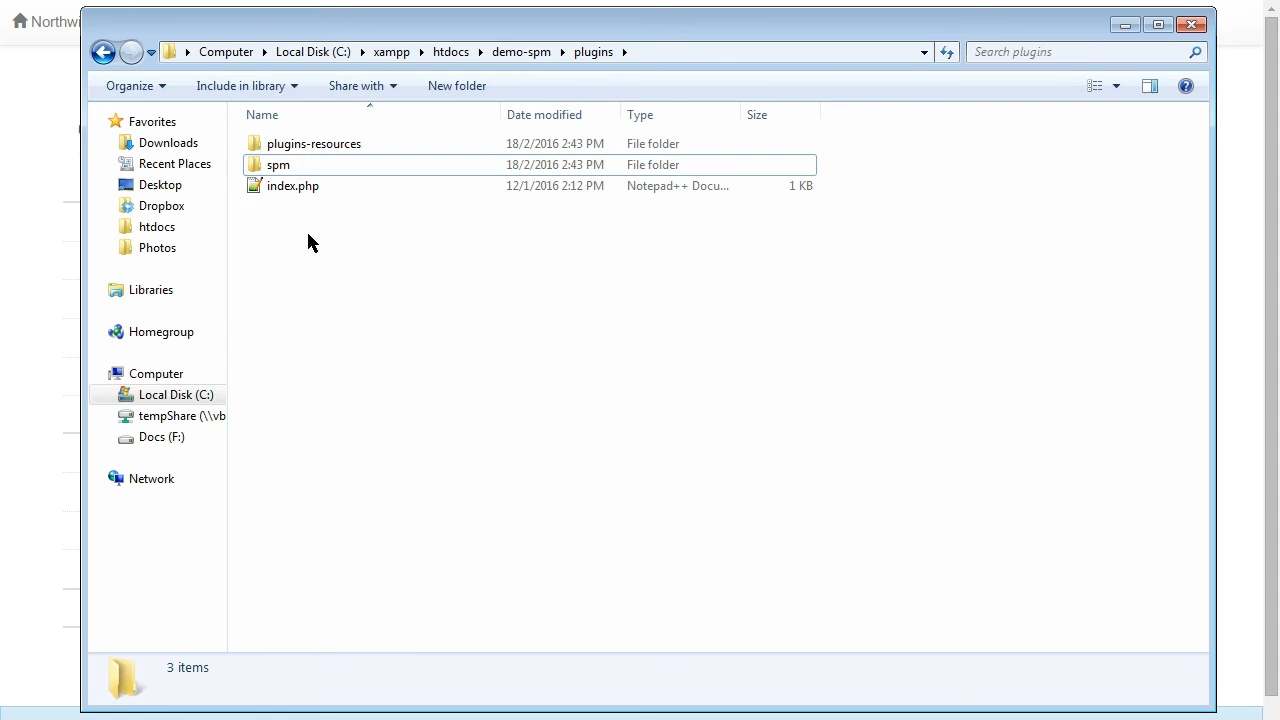 Northwi
Computer Local Disk (C:) xampp htdocs demo-spm plugins
Search plugins
Organize Include in library Share with New folder
Name Date modified Type Size
plugins-resources 18/2/2016 2:43 PM File folder
spm 18/2/2016 2:43 PM File folder
index.php 12/1/2016 2:12 PM Notepad++ Docu... 1 KB
Favorites
Downloads
Recent Places
Desktop
Dropbox
htdocs
Photos
Libraries
Homegroup
Computer
Local Disk (C:)
tempShare (\\vb
Docs (F:)
Network
3 items